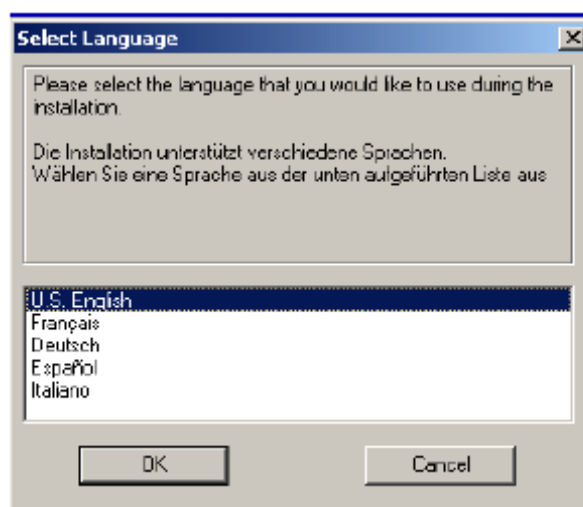 Select Language
Please select the language that you would like to use during the
installation.
Die Installation unterstützt verschiedene Sprachen.
Wählen Sie eine Sprache aus der unten aufgeführten Liste aus
U.S. English
Français
Deutsch
Español
Italiano
OK
Cancel